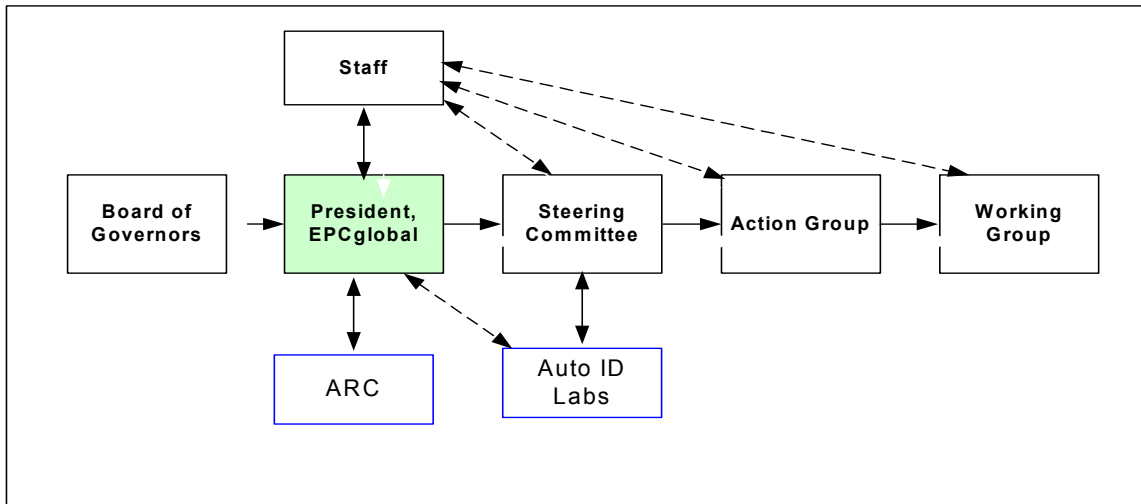 Staff
Board of
Governors
President,
EPCglobal
Steering
Committee
Action Group
Working
Group
ARC
Auto ID
Labs